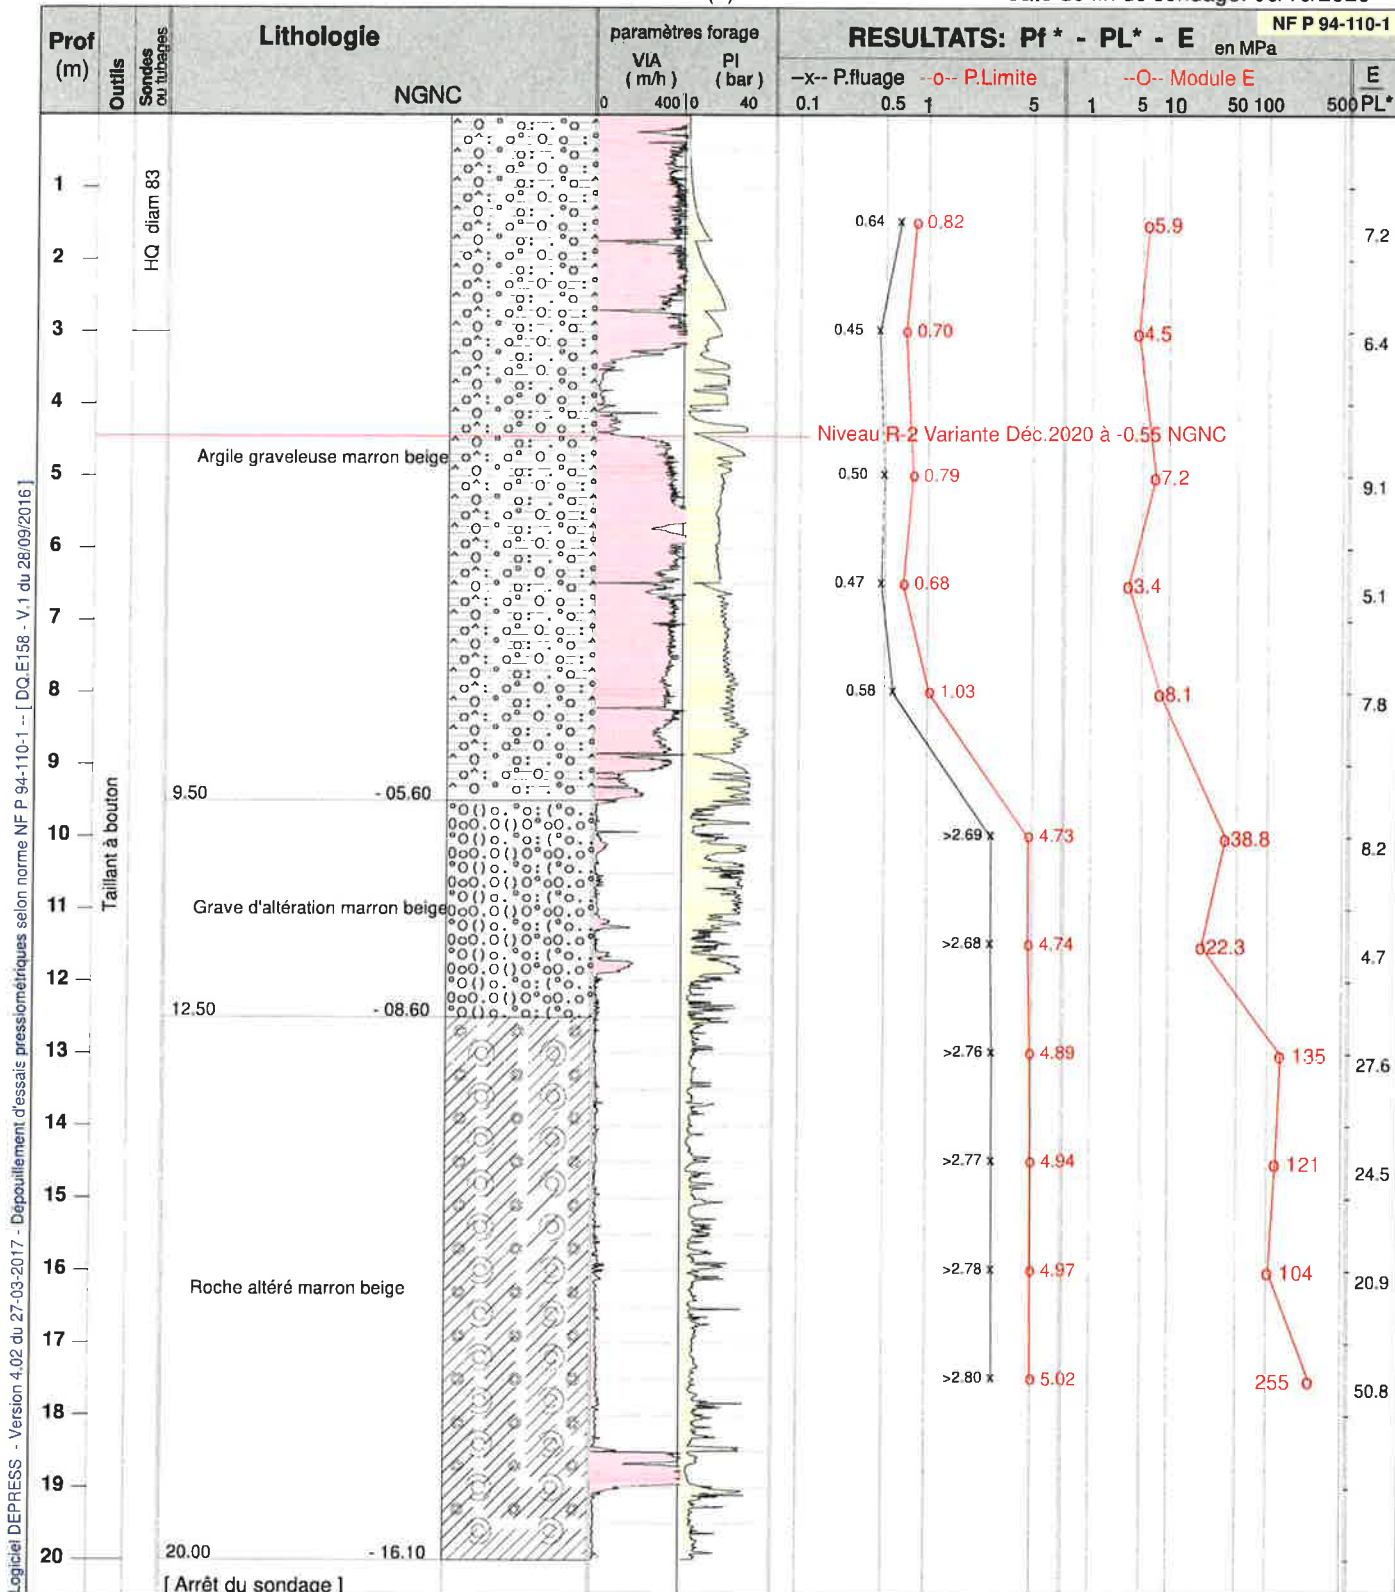 NF P 94-110-1
Prof (m)
Outils
Sondes ou tubages
Lithologie
NGNC
paramètres forage
VIA (m/h)
PI (bar)
0 400 0 40
RESULTATS: Pf* - PL* - E en MPa
--x-- P.fluage --o-- P.Limite --O-- Module E
0.1 0.5 1 5 1 5 10 50 100 500
E
PL*
HQ diam 83
Taillant à bouton
1
0.64 0.82 5.9 7.2
2
3
0.45 0.70 4.5 6.4
4
Niveau R-2 Variante Déc.2020 à -0.55 NGNC
Argile graveleuse marron beige
5
0.50 0.79 7.2 9.1
6
0.47 0.68 3.4 5.1
7
8
0.58 1.03 8.1 7.8
9
9.50 - 05.60
10
>2.69 4.73 38.8 8.2
11
Grave d'altération marron beige
>2.68 4.74 22.3 4.7
12
12.50 - 08.60
13
>2.76 4.89 135 27.6
14
>2.77 4.94 121 24.5
15
16
>2.78 4.97 104 20.9
Roche altéré marron beige
17
>2.80 5.02 255 50.8
18
19
20
20.00 - 16.10
[ Arrêt du sondage ]
Logiciel DEPRESS - Version 4.02 du 27-03-2017 - Dépouillement d'essais pressiométriques selon norme NF P 94-110-1 -- [ DQ.E158 - V.1 du 28/09/2016 ]